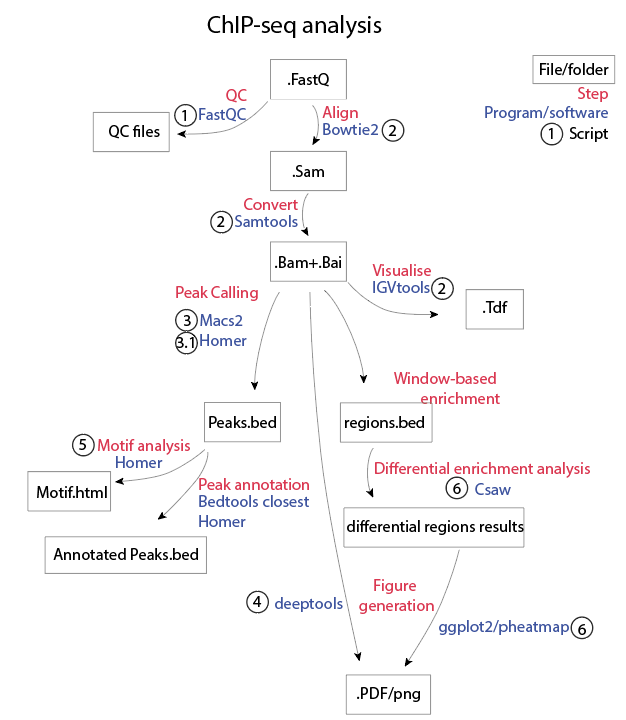 ChIP-seq analysis
.FastQ
File/folder
Step
Program/software
1 Script
QC
1 FastQC
QC files
Align
Bowtie2 2
.Sam
Convert
2 Samtools
.Bam+.Bai
Visualise
IGVtools 2
.Tdf
Peak Calling
3 Macs2
3.1 Homer
Window-based
enrichment
Peaks.bed
regions.bed
5 Motif analysis
Homer
Motif.html
Peak annotation
Bedtools closest
Homer
Annotated Peaks.bed
Differential enrichment analysis
6 Csaw
differential regions results
4 deeptools
Figure
generation
ggplot2/pheatmap 6
.PDF/png